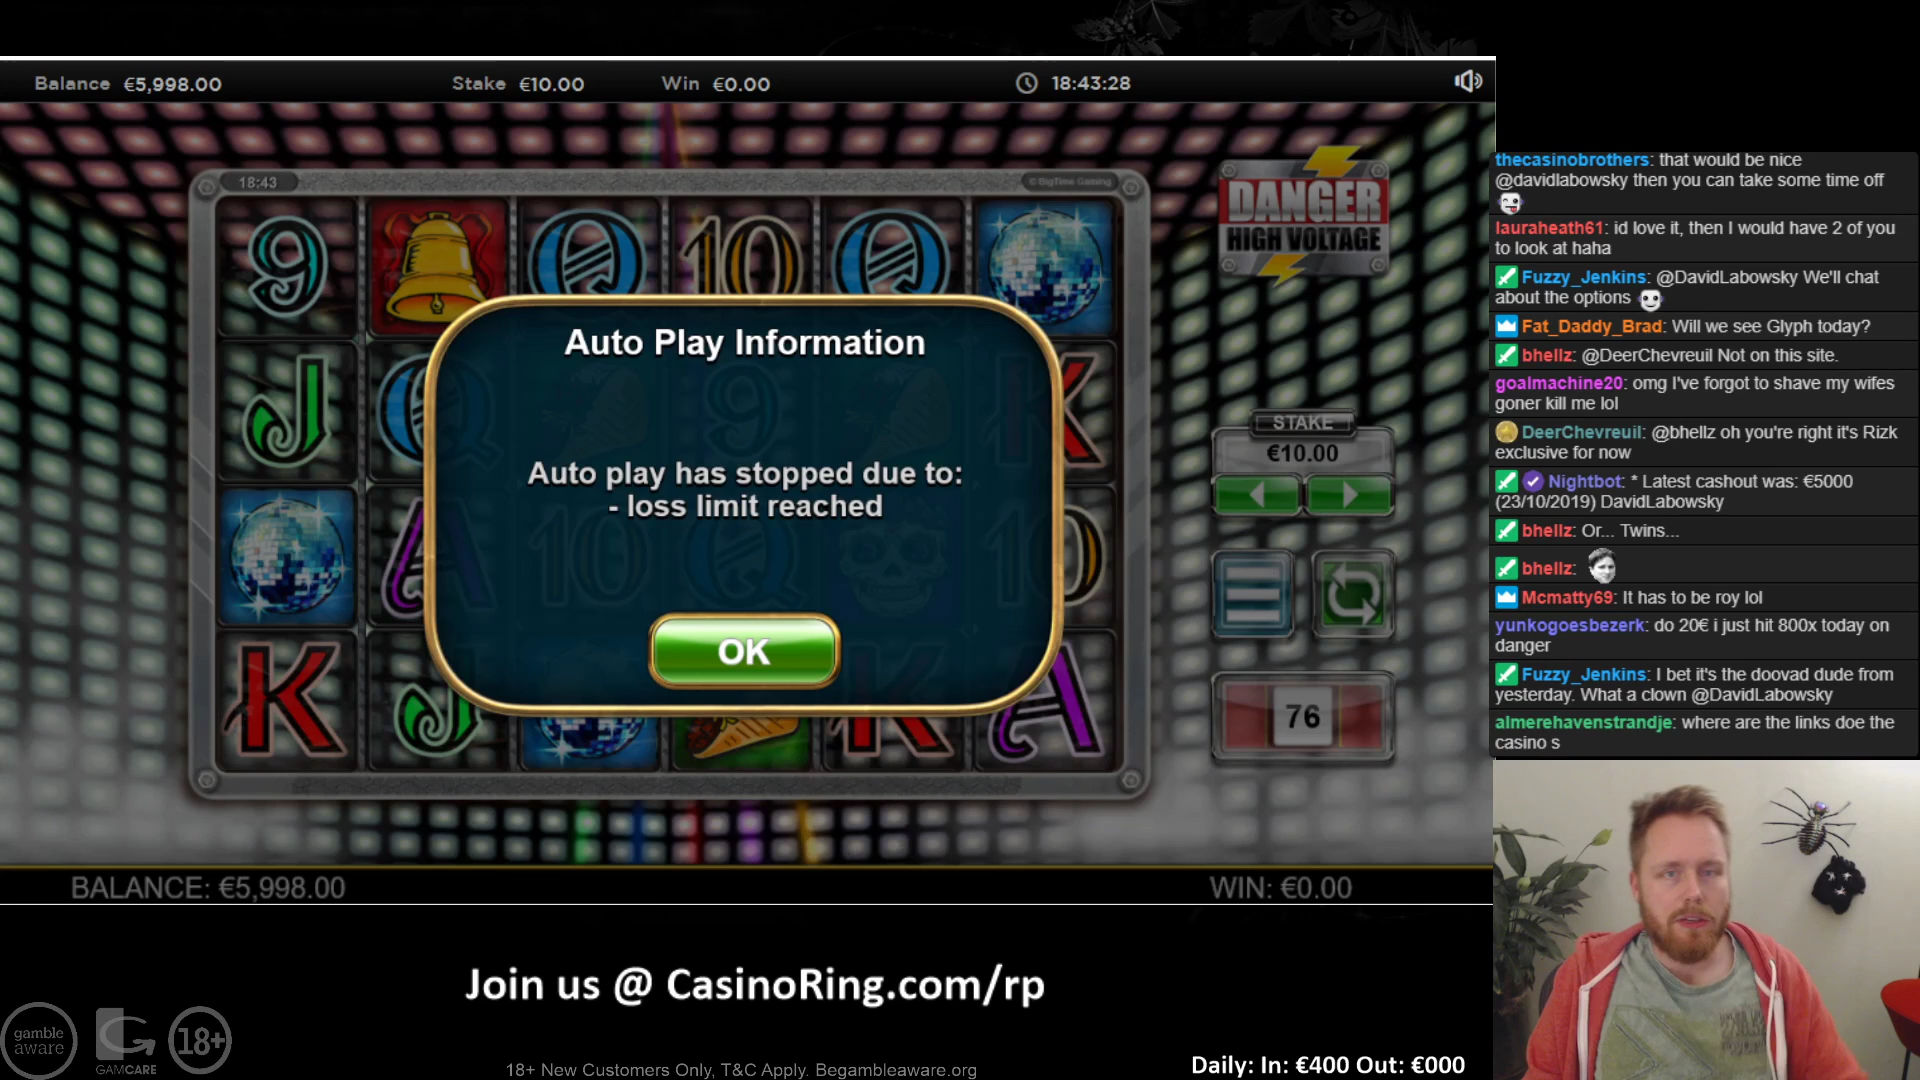 Balance €5,998.00 Stake €10.00 Win €0.00 18:43:28
18:43 © BigTime Gaming
DANGER
HIGH VOLTAGE
9 Q 10 Q
J Q 9 K
A 10 Q 10
K J K A
Auto Play Information
Auto play has stopped due to:
- loss limit reached
OK
STAKE
€10.00
76
BALANCE: €5,998.00 WIN: €0.00
thecasinobrothers: that would be nice
@davidlabowsky then you can take some time off
lauraheath61: id love it, then I would have 2 of you
to look at haha
Fuzzy_Jenkins: @DavidLabowsky We'll chat
about the options
Fat_Daddy_Brad: Will we see Glyph today?
bhellz: @DeerChevreuil Not on this site.
goalmachine20: omg I've forgot to shave my wifes
goner kill me lol
DeerChevreuil: @bhellz oh you're right it's Rizk
exclusive for now
Nightbot: * Latest cashout was: €5000
(23/10/2019) DavidLabowsky
bhellz: Or... Twins...
bhellz:
Mcmatty69: It has to be roy lol
yunkogoesbezerk: do 20€ i just hit 800x today on
danger
Fuzzy_Jenkins: I bet it's the doovad dude from
yesterday. What a clown @DavidLabowsky
almerehavenstrandje: where are the links doe the
casino s
Join us @ CasinoRing.com/rp
gamble
aware
GAMCARE
18+
18+ New Customers Only, T&C Apply. Begambleaware.org
Daily: In: €400 Out: €000